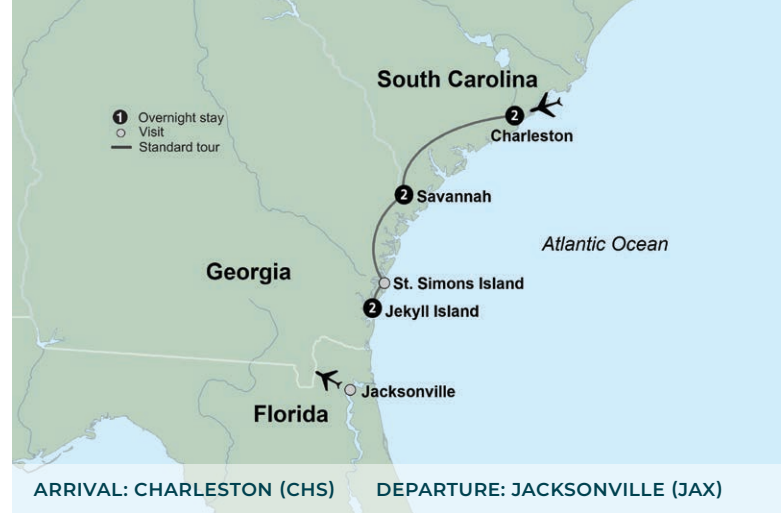 South Carolina
1 Overnight stay
Visit
Standard tour
2
Charleston
2 Savannah
Atlantic Ocean
Georgia
St. Simons Island
2 Jekyll Island
Jacksonville
Florida
ARRIVAL: CHARLESTON (CHS) DEPARTURE: JACKSONVILLE (JAX)